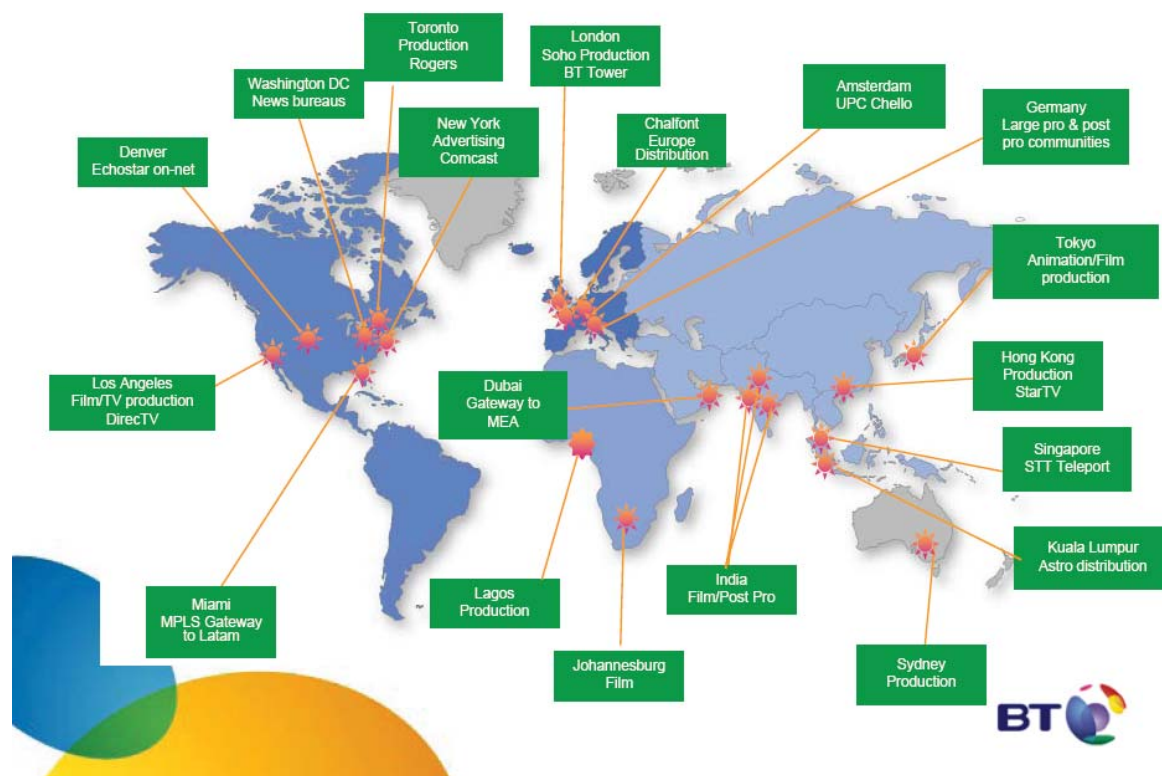 Toronto
Production
Rogers
London
Soho Production
BT Tower
Washington DC
News bureaus
Amsterdam
UPC Chello
Germany
Large pro & post
pro communities
New York
Advertising
Comcast
Chalfont
Europe
Distribution
Denver
Echostar on-net
Tokyo
Animation/Film
production
Los Angeles
Film/TV production
DirecTV
Dubai
Gateway to
MEA
Hong Kong
Production
StarTV
Singapore
STT Teleport
Kuala Lumpur
Astro distribution
Miami
MPLS Gateway
to Latam
Lagos
Production
India
Film/Post Pro
Johannesburg
Film
Sydney
Production
BT